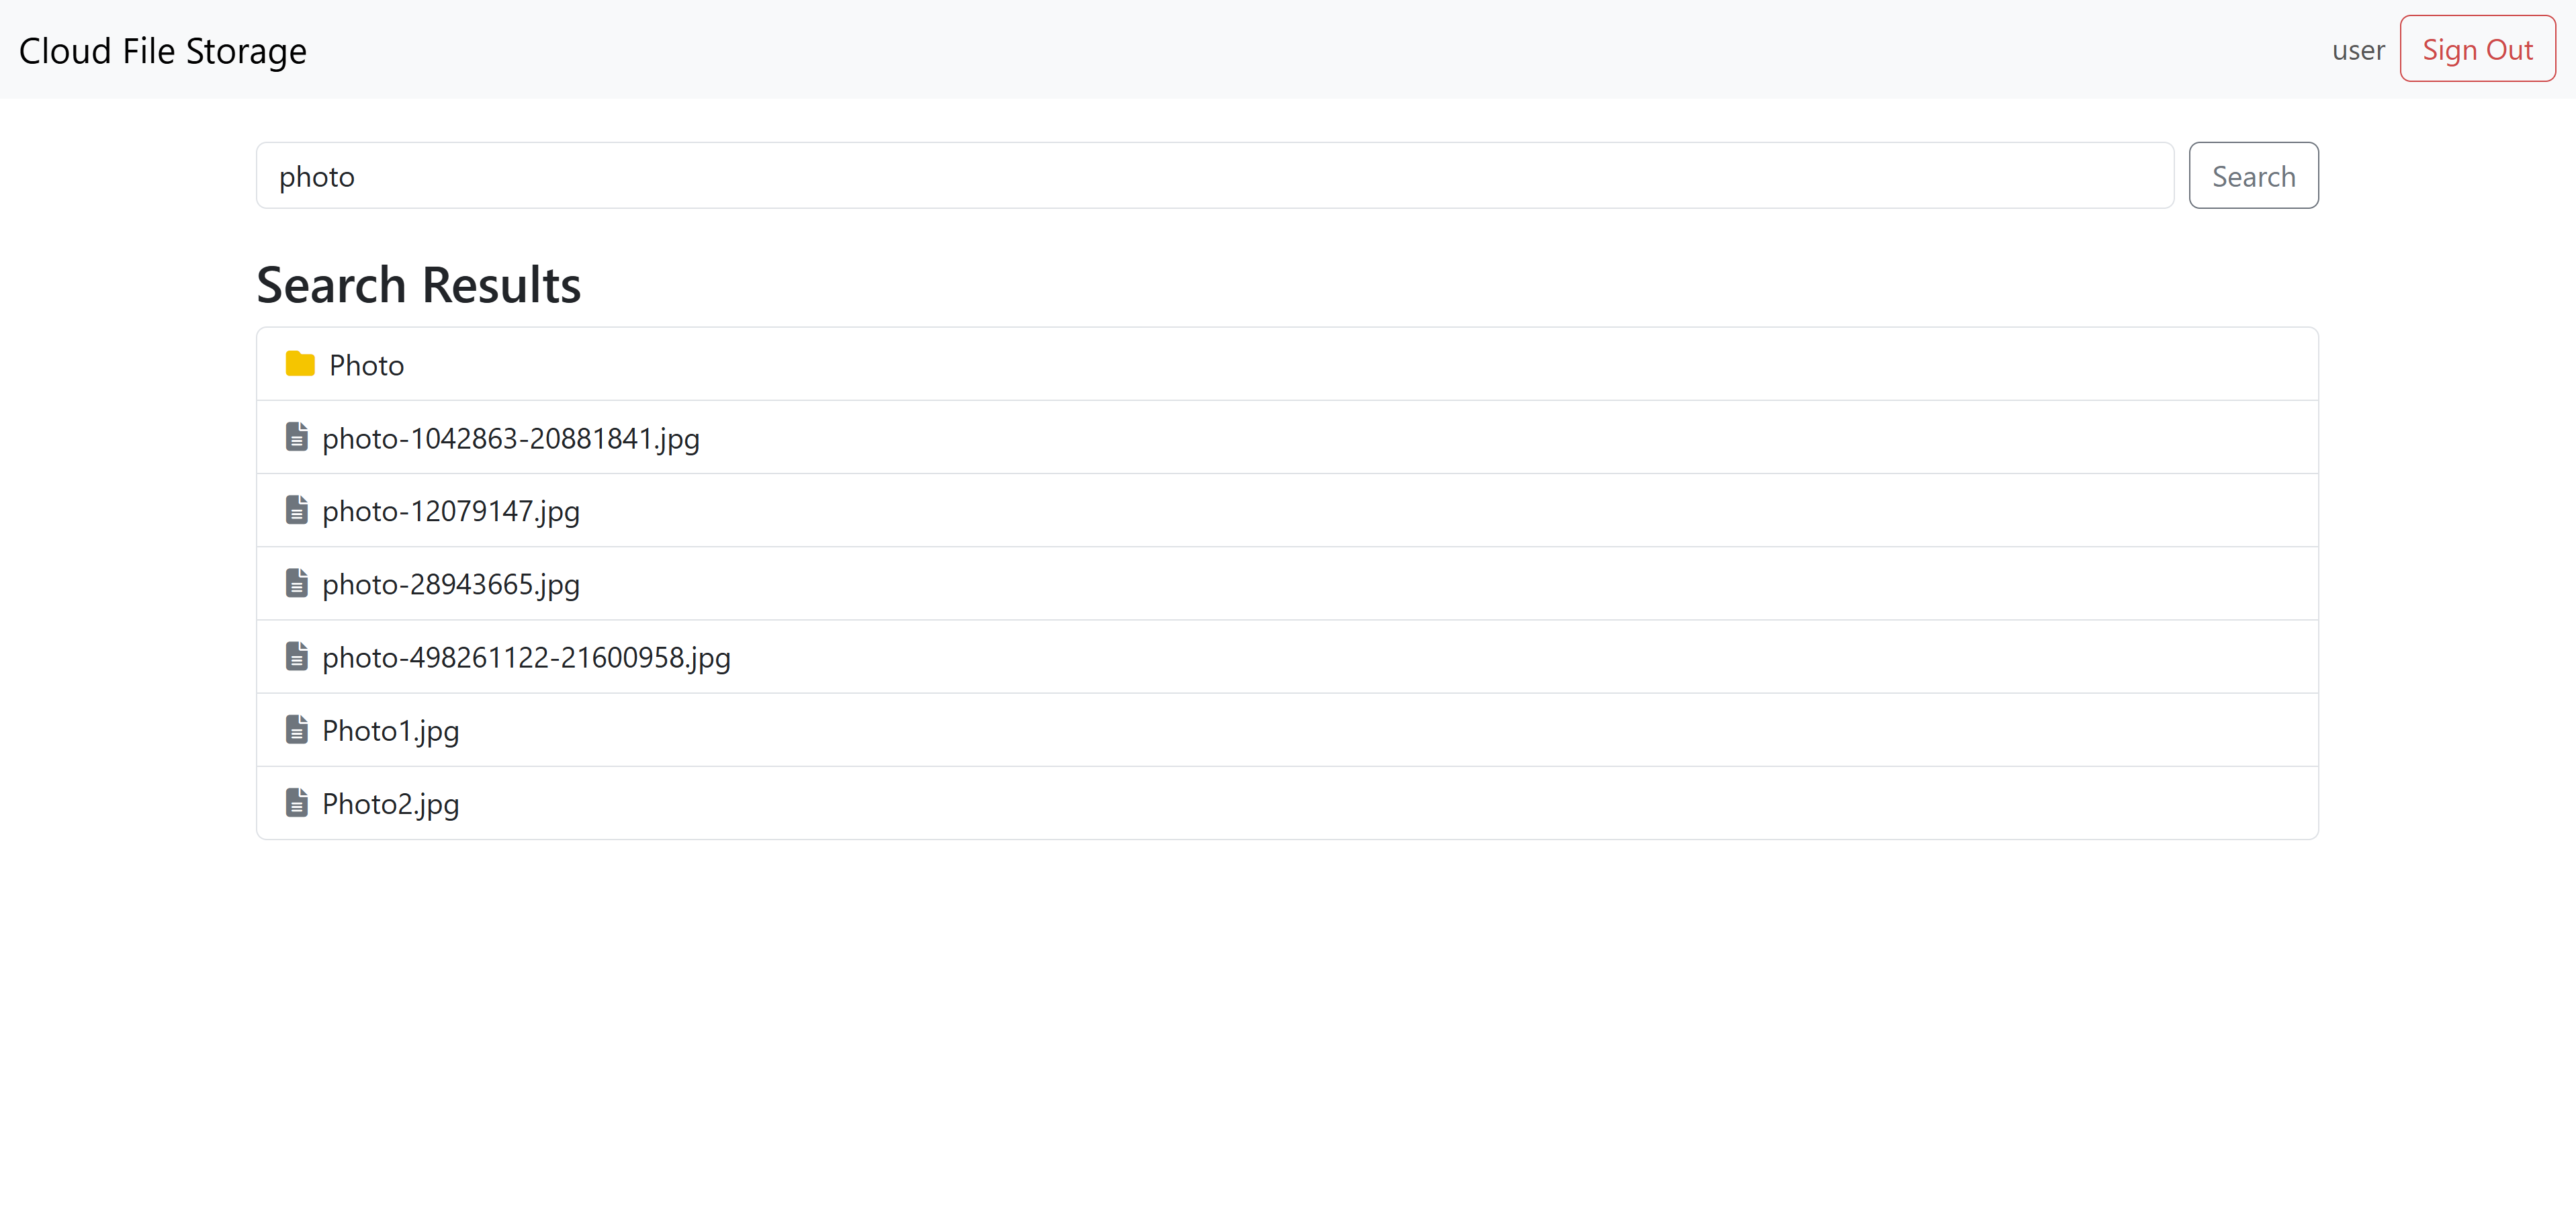 Cloud File Storage
user Sign Out
photo Search
Search Results
Photo
photo-1042863-20881841.jpg
photo-12079147.jpg
photo-28943665.jpg
photo-498261122-21600958.jpg
Photo1.jpg
Photo2.jpg